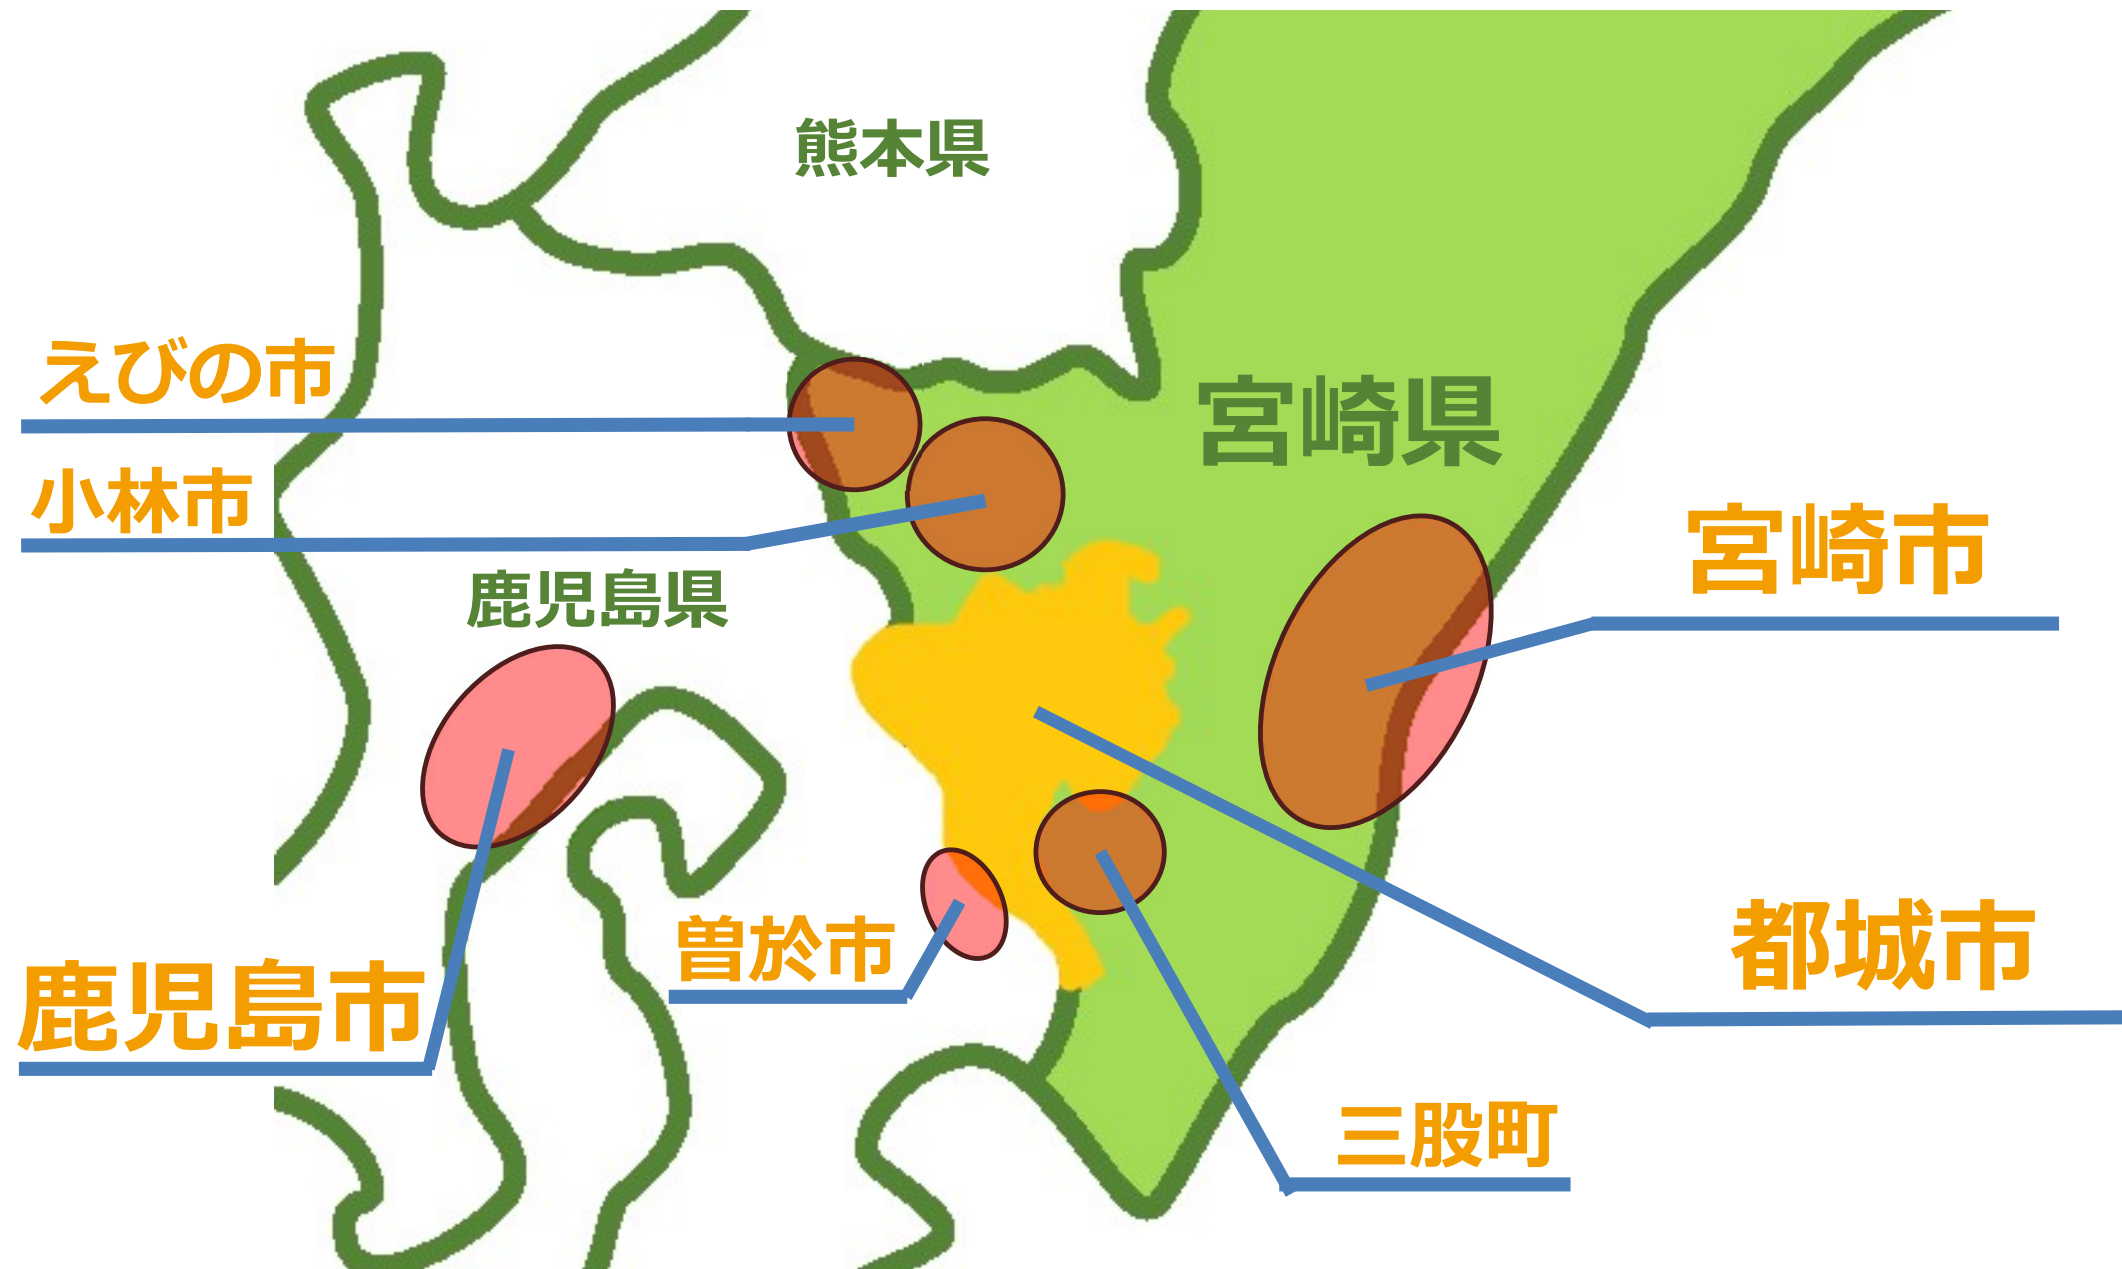 熊本県
えびの市
宮崎県
小林市
宮崎市
鹿児島県
都城市
曽於市
鹿児島市
三股町